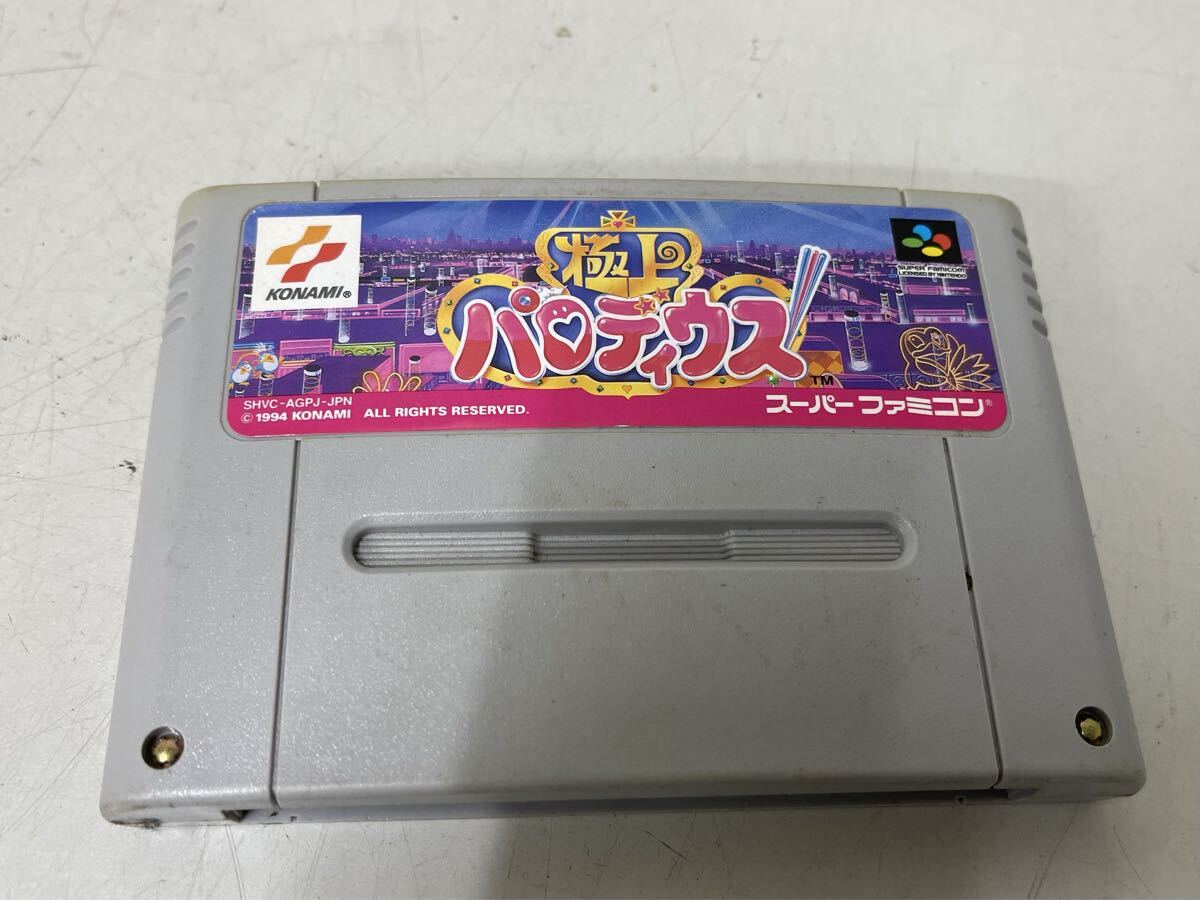 KONAMI®
極上
パロディウス
TM
SUPER FAMICOM
LICENSED BY NINTENDO
SHVC-AGPJ-JPN
© 1994 KONAMI ALL RIGHTS RESERVED.
スーパーファミコン®